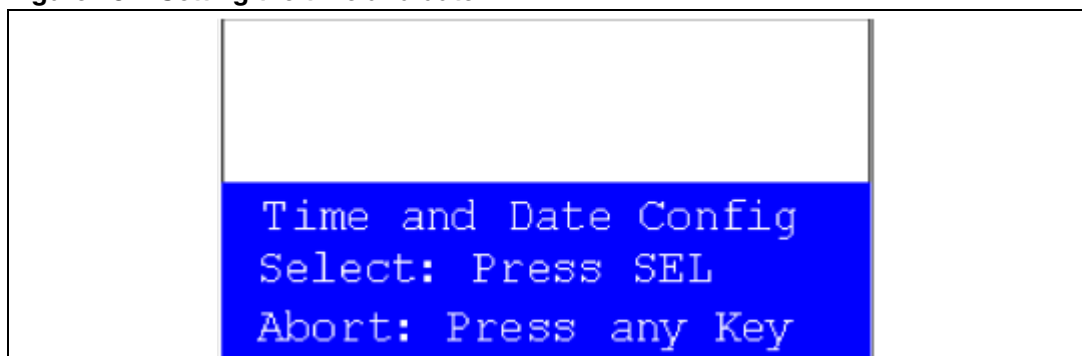 Time and Date Config
Select: Press SEL
Abort: Press any Key